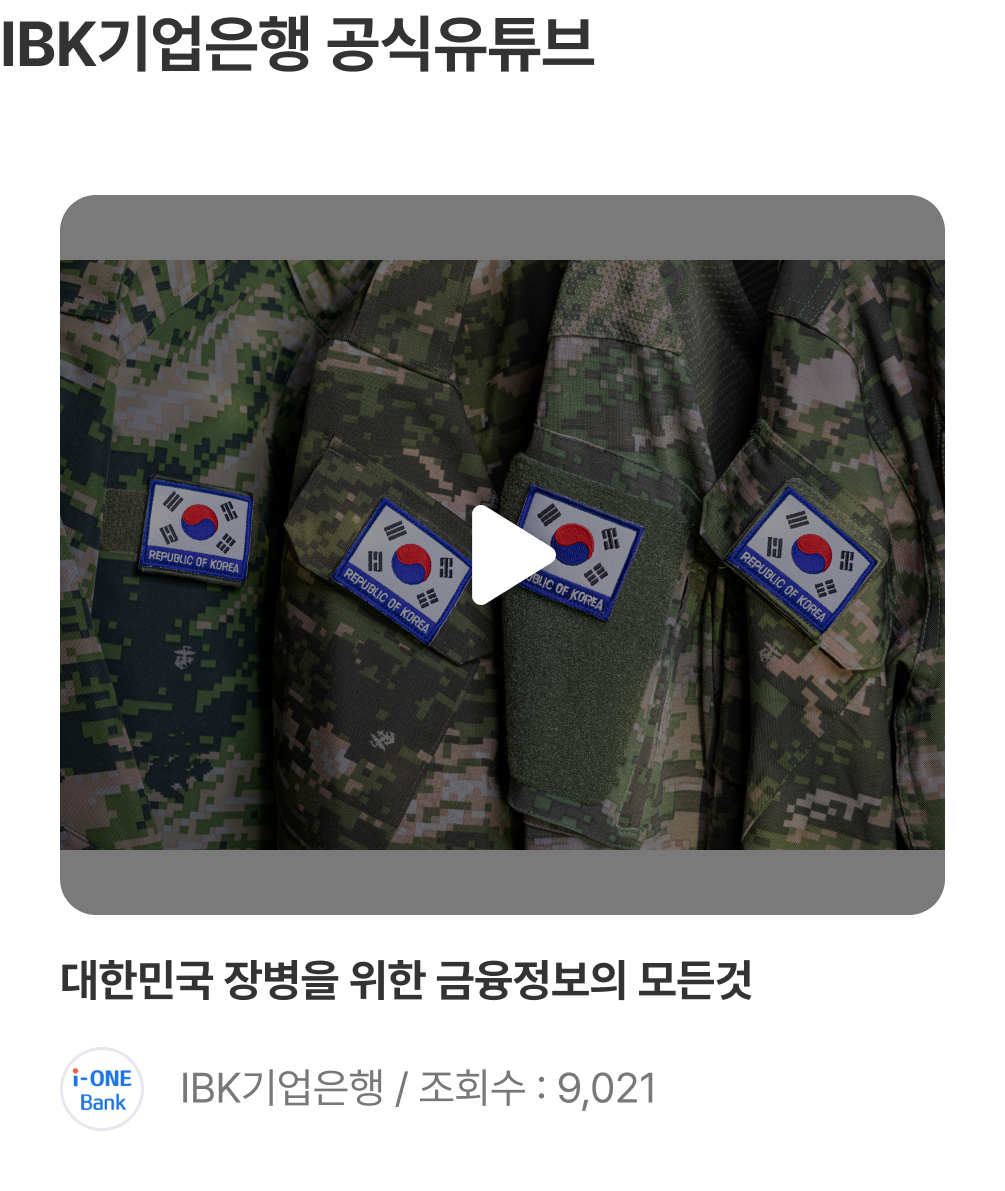 IBK기업은행 공식유튜브
REPUBLIC OF KOREA
REPUBLIC OF KOREA
OF KOREA
REPUBLIC OF KOREA
대한민국 장병을 위한 금융정보의 모든것
i-ONE
Bank
IBK기업은행 / 조회수 : 9,021